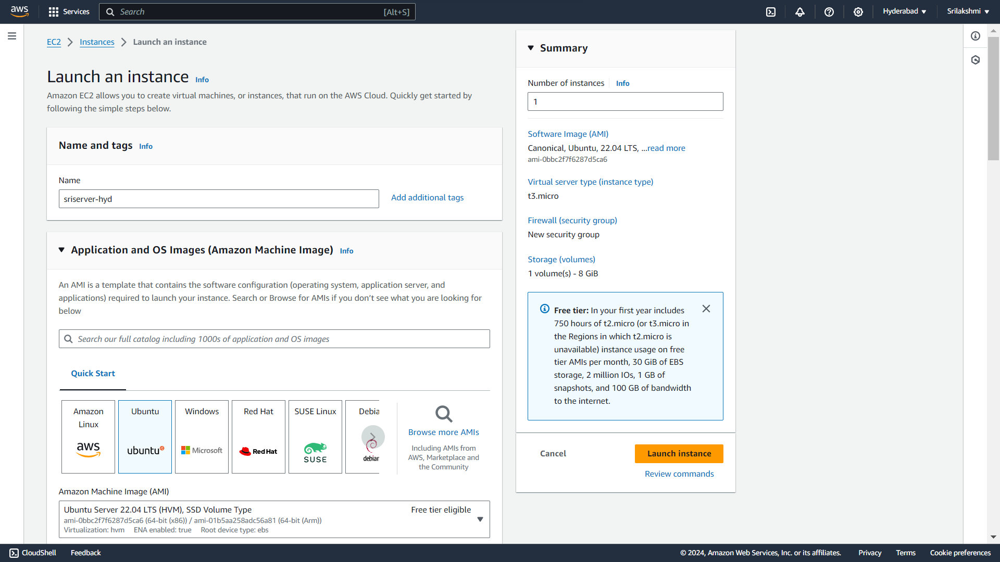 aws
Services
Search
[Alt+S]
Hyderabad
Srilakshmi
EC2
Instances
Launch an instance
Launch an instance
Info
Amazon EC2 allows you to create virtual machines, or instances, that run on the AWS Cloud. Quickly get started by
following the simple steps below.
Name and tags
Info
Name
sriserver-hyd
Add additional tags
Application and OS Images (Amazon Machine Image)
Info
An AMI is a template that contains the software configuration (operating system, application server, and
applications) required to launch your instance. Search or Browse for AMIs if you don’t see what you are looking for
below
Search our full catalog including 1000s of application and OS images
Quick Start
Amazon
Linux
aws
Ubuntu
ubuntu
Windows
Microsoft
Red Hat
Red Hat
SUSE Linux
SUSE
Debia
debian
Browse more AMIs
Including AMIs from
AWS, Marketplace and
the Community
Amazon Machine Image (AMI)
Ubuntu Server 22.04 LTS (HVM), SSD Volume Type
Free tier eligible
ami-0bbc2f7f6287d5ca6 (64-bit (x86)) / ami-01b5aa258adc56a81 (64-bit (Arm))
Virtualization: hvm ENA enabled: true Root device type: ebs
Summary
Number of instances
Info
1
Software Image (AMI)
Canonical, Ubuntu, 22.04 LTS, ...read more
ami-0bbc2f7f6287d5ca6
Virtual server type (instance type)
t3.micro
Firewall (security group)
New security group
Storage (volumes)
1 volume(s) - 8 GiB
Free tier: In your first year includes
750 hours of t2.micro (or t3.micro in
the Regions in which t2.micro is
unavailable) instance usage on free
tier AMIs per month, 30 GiB of EBS
storage, 2 million IOs, 1 GB of
snapshots, and 100 GB of bandwidth
to the internet.
Cancel
Launch instance
Review commands
CloudShell
Feedback
© 2024, Amazon Web Services, Inc. or its affiliates.
Privacy
Terms
Cookie preferences